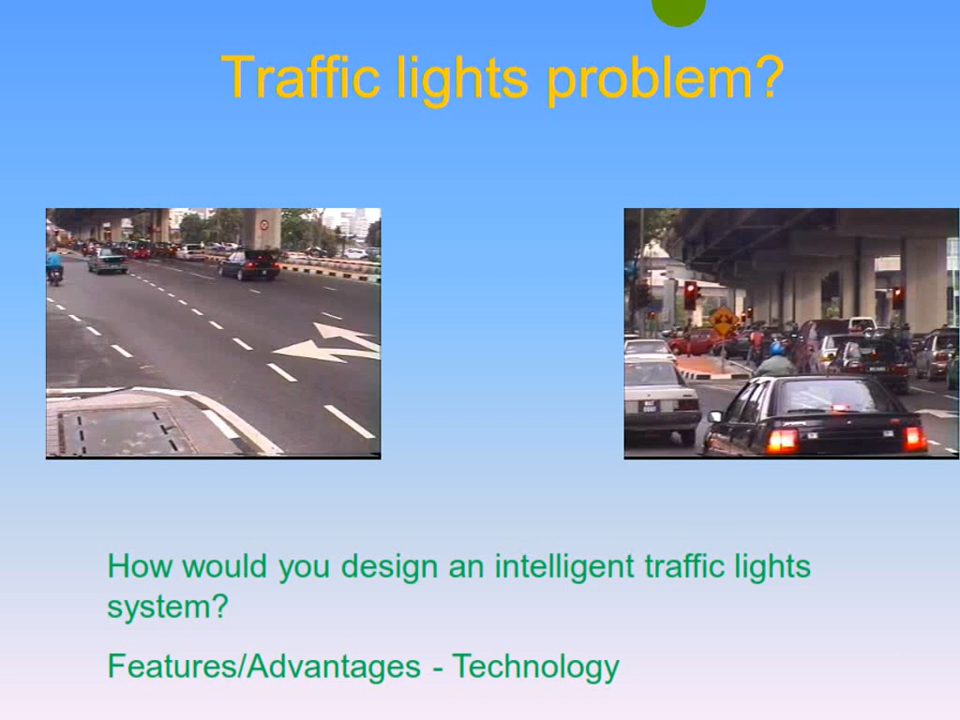 Traffic lights problem?
How would you design an intelligent traffic lights
system?
Features/Advantages - Technology